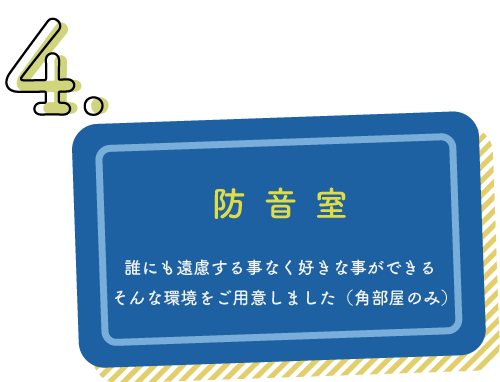 4.
防音室
誰にも遠慮する事なく好きな事ができる
そんな環境をご用意しました（角部屋のみ）